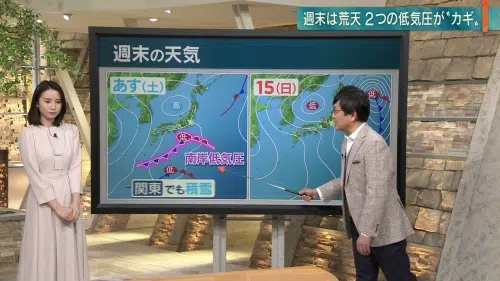 週末は荒天 2つの低気圧が〝カギ〟
週末の天気
あす(土)
高
低
南岸低気圧
関東でも積雪
15(日)
低
低